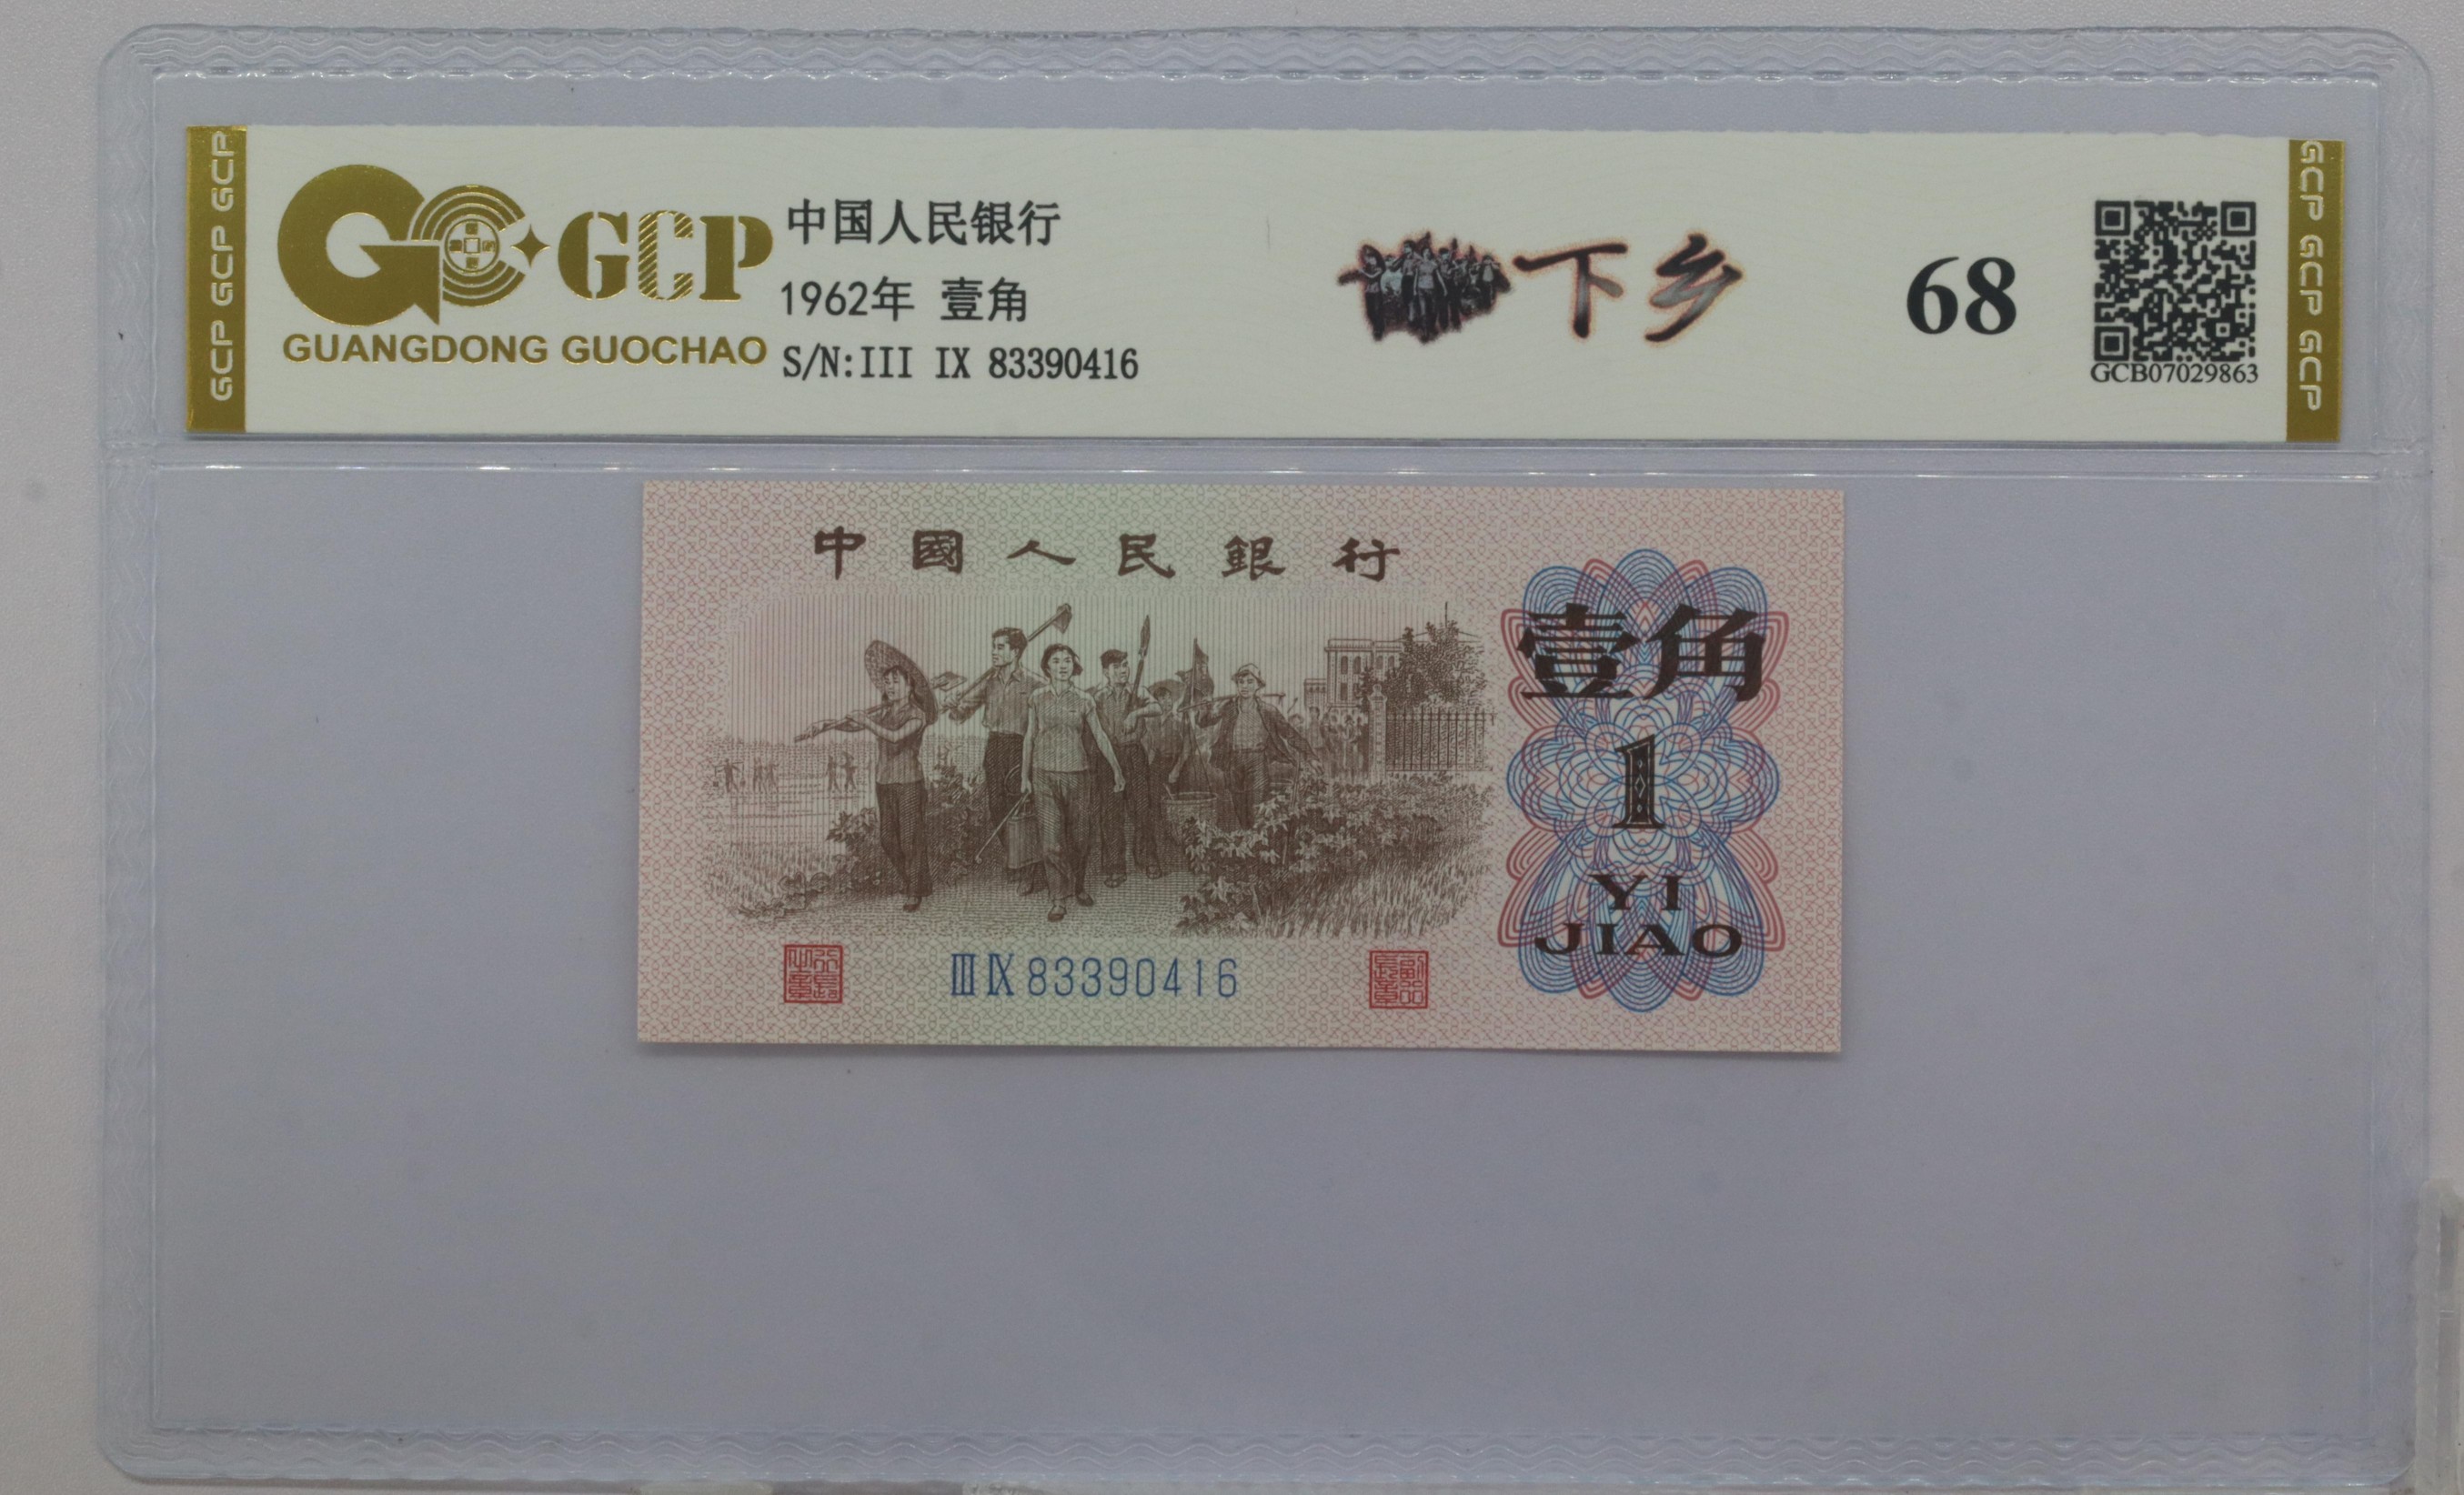 GCP GCP GCP
GCP
GUANGDONG GUOCHAO
中国人民银行
1962年 壹角
S/N:III IX 83390416
下乡
68
GCB07029863
GCP GCP GCP
中國人民銀行
壹角
1
YI
JIAO
III IX 83390416